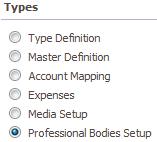 Types
Type Definition
Master Definition
Account Mapping
Expenses
Media Setup
Professional Bodies Setup